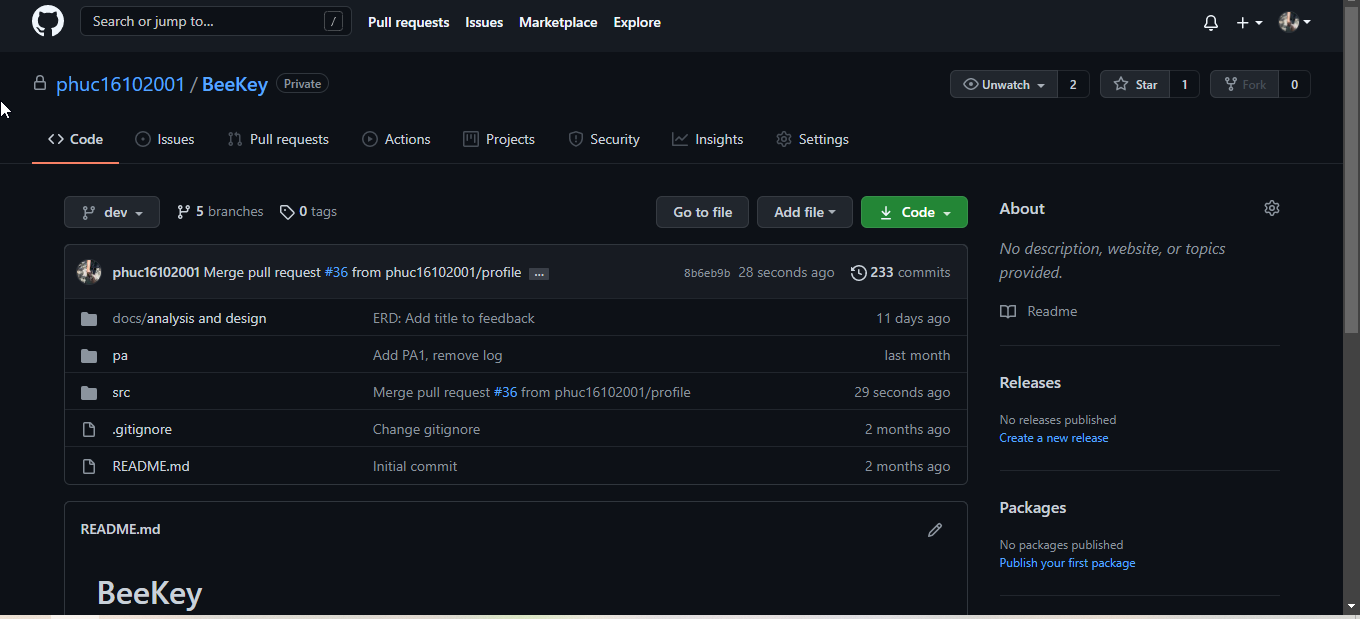 Search or jump to... / Pull requests Issues Marketplace Explore
phuc16102001 / BeeKey Private Unwatch 2 Star 1 Fork 0
Code Issues Pull requests Actions Projects Security Insights Settings
dev 5 branches 0 tags Go to file Add file Code
phuc16102001 Merge pull request #36 from phuc16102001/profile ... 8b6eb9b 28 seconds ago 233 commits
docs/analysis and design ERD: Add title to feedback 11 days ago
pa Add PA1, remove log last month
src Merge pull request #36 from phuc16102001/profile 29 seconds ago
.gitignore Change gitignore 2 months ago
README.md Initial commit 2 months ago
README.md
BeeKey
About
No description, website, or topics
provided.
Readme
Releases
No releases published
Create a new release
Packages
No packages published
Publish your first package